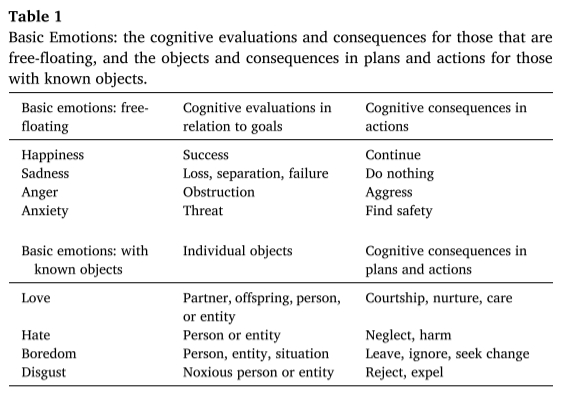 Table 1
Basic Emotions: the cognitive evaluations and consequences for those that are
free-floating, and the objects and consequences in plans and actions for those
with known objects.
Basic emotions: free- Cognitive evaluations in Cognitive consequences in
floating relation to goals actions
Happiness Success Continue
Sadness Loss, separation, failure Do nothing
Anger Obstruction Aggress
Anxiety Threat Find safety
Basic emotions: with Individual objects Cognitive consequences in
known objects plans and actions
Love Partner, offspring, person, Courtship, nurture, care
or entity
Hate Person or entity Neglect, harm
Boredom Person, entity, situation Leave, ignore, seek change
Disgust Noxious person or entity Reject, expel